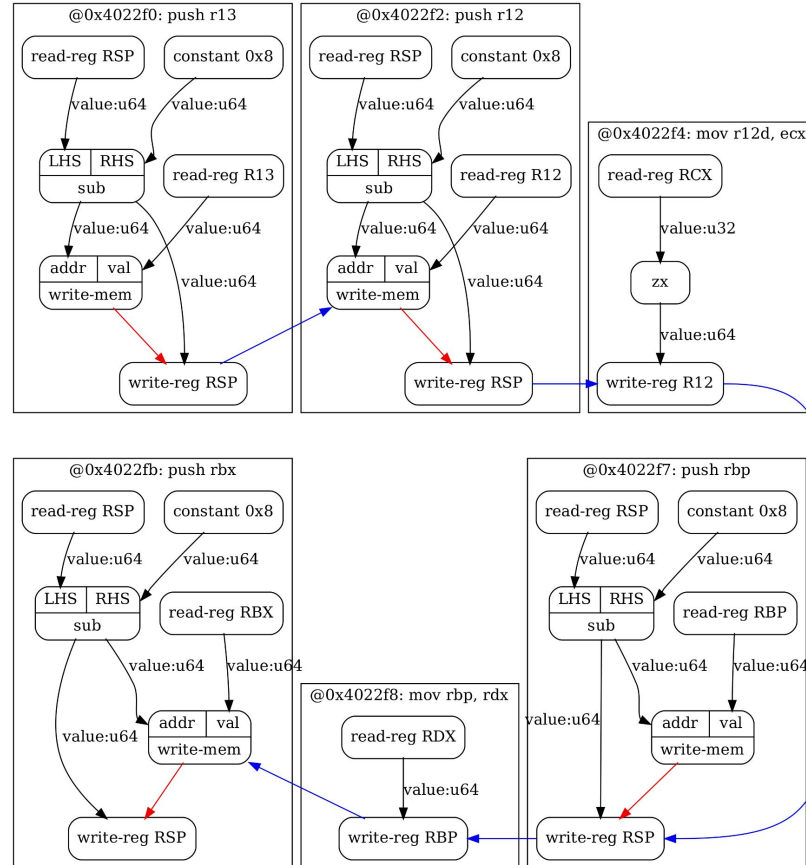 @0x4022f0: push r13
read-reg RSP
constant 0x8
value:u64
value:u64
LHS
RHS
sub
read-reg R13
value:u64
value:u64
addr
val
value:u64
write-mem
write-reg RSP
@0x4022f2: push r12
read-reg RSP
constant 0x8
value:u64
value:u64
LHS
RHS
sub
read-reg R12
value:u64
value:u64
addr
val
value:u64
write-mem
write-reg RSP
@0x4022f4: mov r12d, ecx
read-reg RCX
value:u32
zx
value:u64
write-reg R12
@0x4022fb: push rbx
read-reg RSP
constant 0x8
value:u64
value:u64
LHS
RHS
sub
read-reg RBX
value:u64
value:u64
addr
val
value:u64
write-mem
write-reg RSP
@0x4022f8: mov rbp, rdx
read-reg RDX
value:u64
write-reg RBP
@0x4022f7: push rbp
read-reg RSP
constant 0x8
value:u64
value:u64
LHS
RHS
sub
read-reg RBP
value:u64
value:u64
value:u64
addr
val
write-mem
write-reg RSP